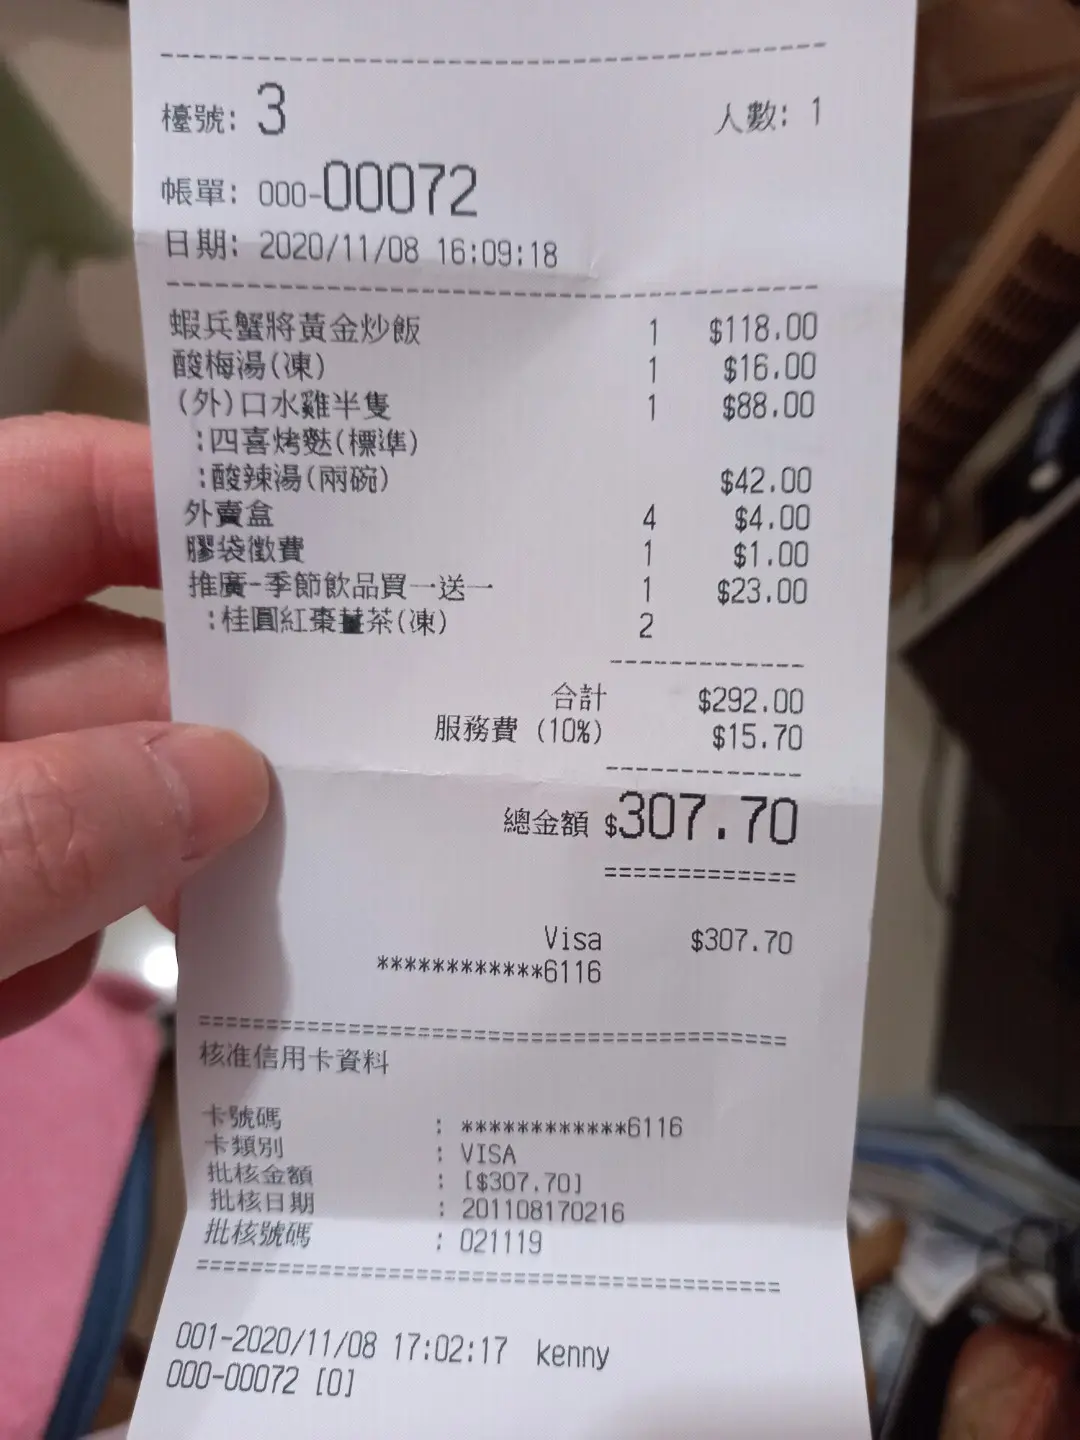 檯號: 3 人數: 1
帳單: 000-00072
日期: 2020/11/08 16:09:18
蝦兵蟹將黃金炒飯 1 $118.00
酸梅湯(凍) 1 $16.00
(外)口水雞半隻 1 $88.00
:四喜烤麩(標準)
:酸辣湯(兩碗) $42.00
外賣盒 4 $4.00
膠袋徵費 1 $1.00
推廣-季節飲品買一送一 1 $23.00
:桂圓紅棗薑茶(凍) 2
合計 $292.00
服務費 (10%) $15.70
總金額 $307.70
=============
Visa $307.70
************6116
========================================
核准信用卡資料
卡號碼 : ************6116
卡類別 : VISA
批核金額 : [$307.70]
批核日期 : 201108170216
批核號碼 : 021119
========================================
001-2020/11/08 17:02:17 kenny
000-00072 [0]